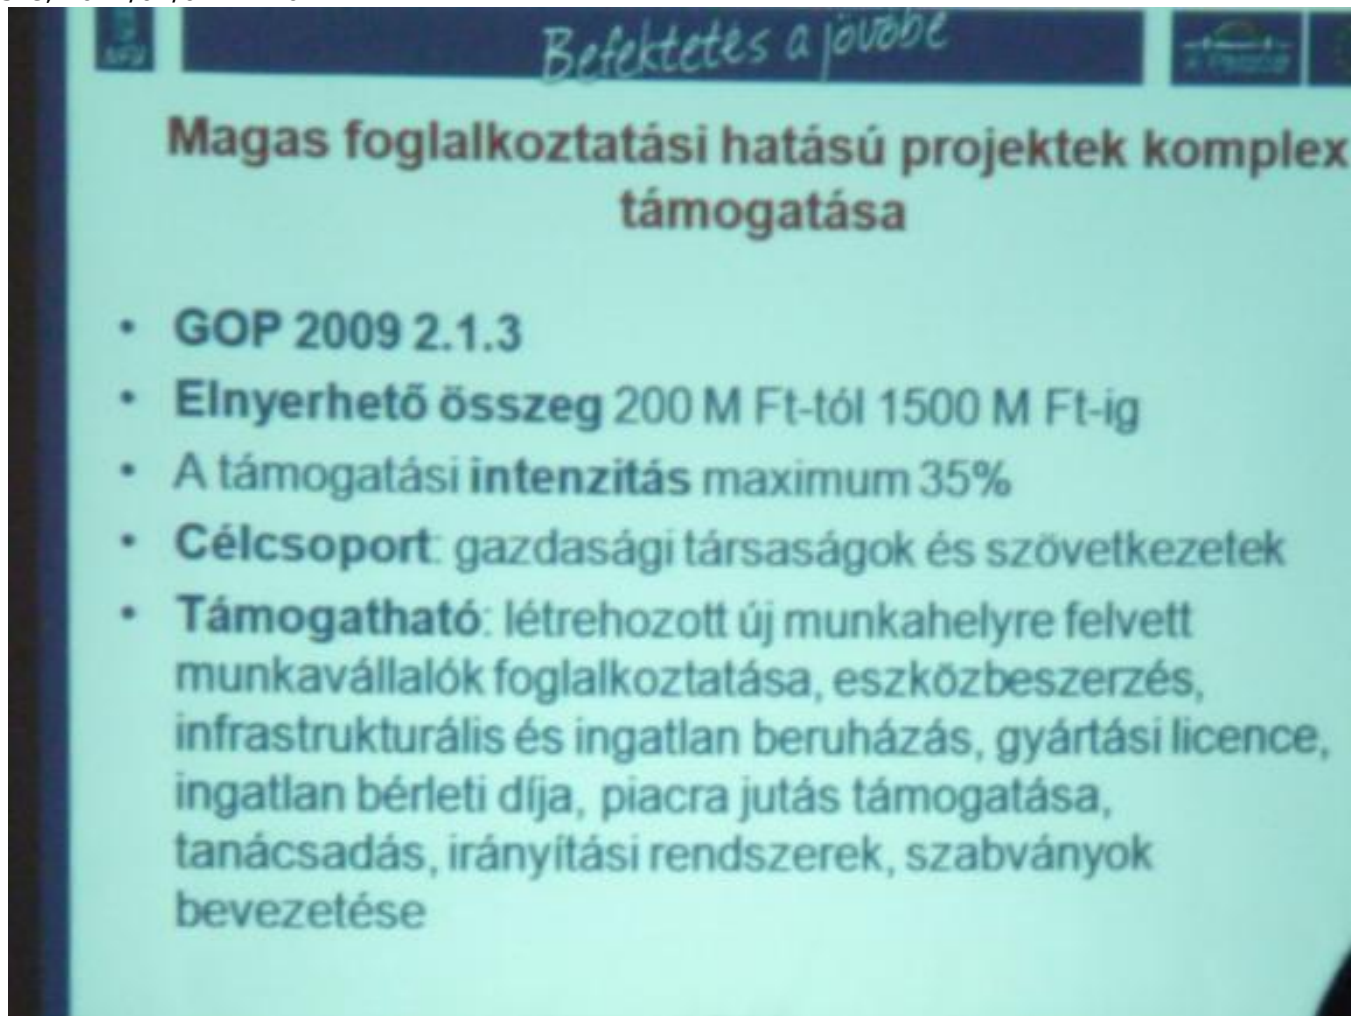 Befektetés a jövőbe
Magas foglalkoztatási hatású projektek komplex
támogatása
• GOP 2009 2.1.3
• Elnyerhető összeg 200 M Ft-tól 1500 M Ft-ig
• A támogatási intenzitás maximum 35%
• Célcsoport: gazdasági társaságok és szövetkezetek
• Támogatható: létrehozott új munkahelyre felvett
munkavállalók foglalkoztatása, eszközbeszerzés,
infrastrukturális és ingatlan beruházás, gyártási licence,
ingatlan bérleti díja, piacra jutás támogatása,
tanácsadás, irányítási rendszerek, szabványok
bevezetése